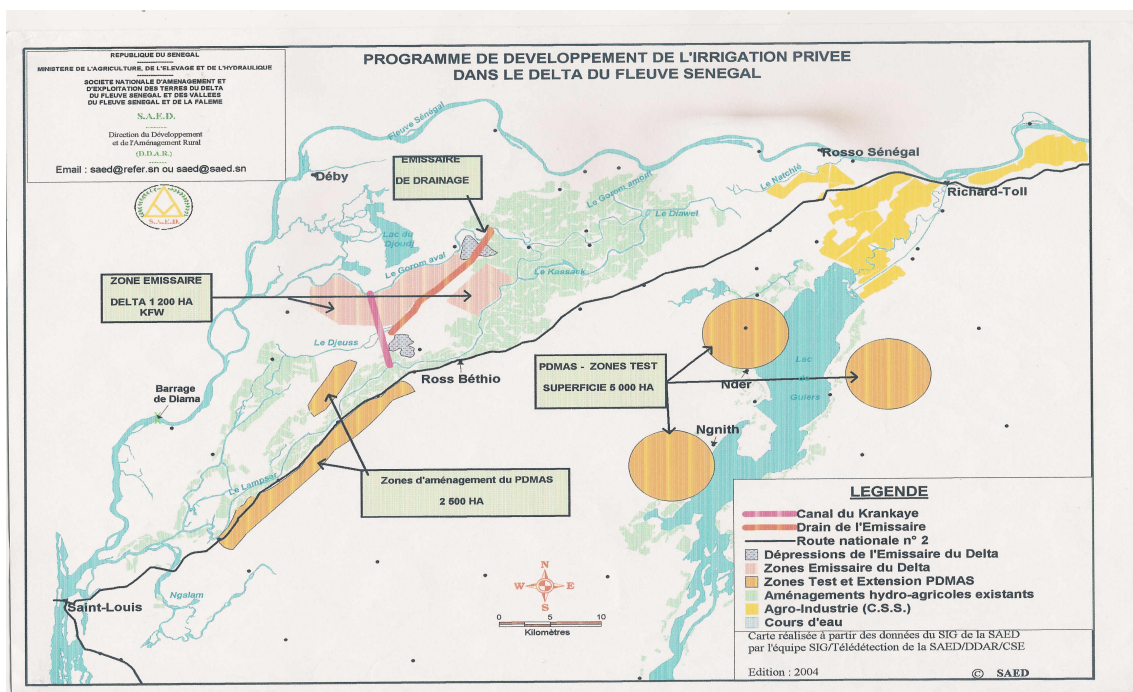 REPUBLIQUE DU SENEGAL
MINISTERE DE L'AGRICULTURE, DE L'ELEVAGE ET DE L'HYDRAULIQUE
SOCIETE NATIONALE D'AMENAGEMENT ET
D'EXPLOITATION DES TERRES DU DELTA
DU FLEUVE SENEGAL ET DES VALLEES
DU FLEUVE SENEGAL ET DE LA FALEME
S.A.E.D.
Direction du Développement
et de l'Aménagement Rural
(D.D.A.R.)
Email : saed@refer.sn ou saed@saed.sn
S.A.E.D.
PROGRAMME DE DEVELOPPEMENT DE L'IRRIGATION PRIVEE
DANS LE DELTA DU FLEUVE SENEGAL
Fleuve Sénégal
Rosso Sénégal
EMISSAIRE
DE DRAINAGE
Déby
Le Natchié
Richard-Toll
Le Gorom amont
Le Diawel
Lac du
Djoudj
Le Gorom aval
Le Kassack
ZONE EMISSAIRE
DELTA 1 200 HA
KFW
Le Djeuss
PDMAS - ZONES TEST
SUPERFICIE 5 000 HA
Lac
de
Guiers
Nder
Ross Béthio
Barrage
de Diama
Ngnith
Le Lampsar
Zones d'aménagement du PDMAS
2 500 HA
Ngalam
Saint-Louis
N
W
E
S
0
5
10
Kilomètres
LEGENDE
Canal du Krankaye
Drain de l'Emissaire
Route nationale n° 2
Dépressions de l'Emissaire du Delta
Zones Emissaire du Delta
Zones Test et Extension PDMAS
Aménagements hydro-agricoles existants
Agro-Industrie (C.S.S.)
Cours d'eau
Carte réalisée à partir des données du SIG de la SAED
par l'équipe SIG/Télédétection de la SAED/DDAR/CSE
Edition : 2004
© SAED